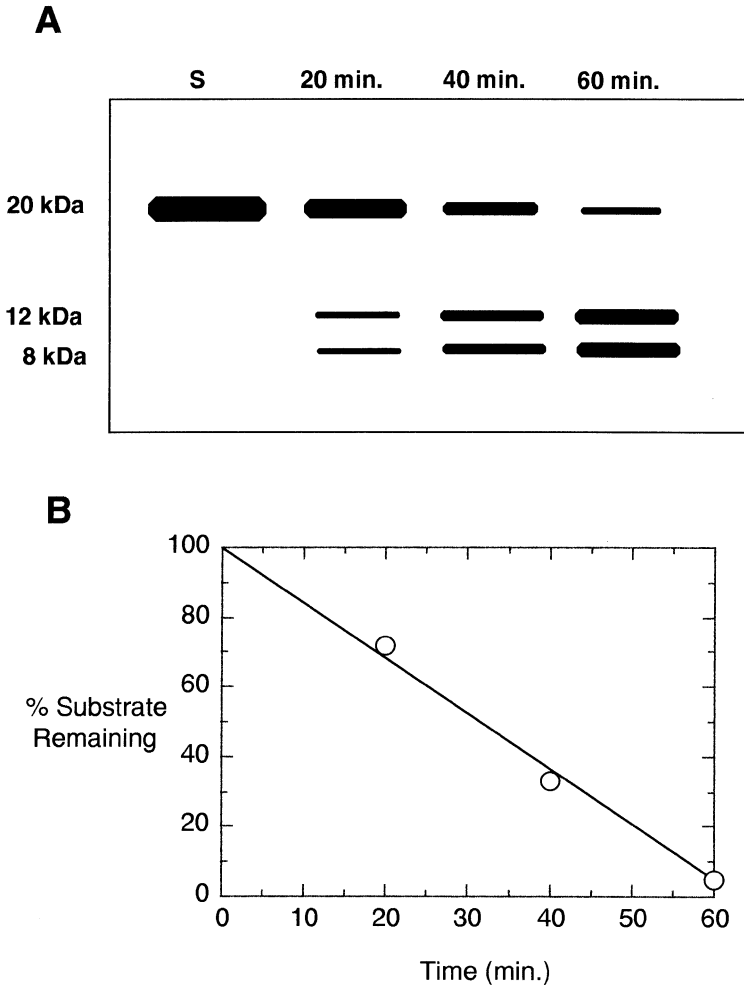 A
S 20 min. 40 min. 60 min.
20 kDa
12 kDa
8 kDa
B
100
80
60
40
20
0
% Substrate
Remaining
0 10 20 30 40 50 60
Time (min.)